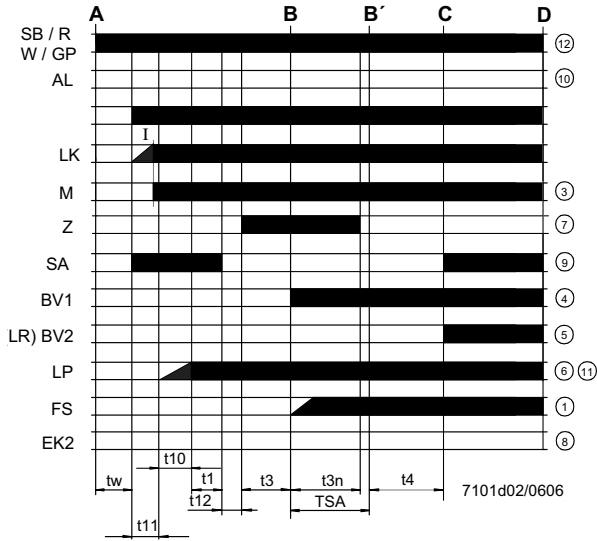 A B B´ C D
SB / R
W / GP
12
AL
10
I
LK
M
3
Z
7
SA
9
BV1
4
LR) BV2
5
LP
6 11
FS
1
EK2
8
t10
tw t1 t3 t3n t4
7101d02/0606
t12 TSA
t11